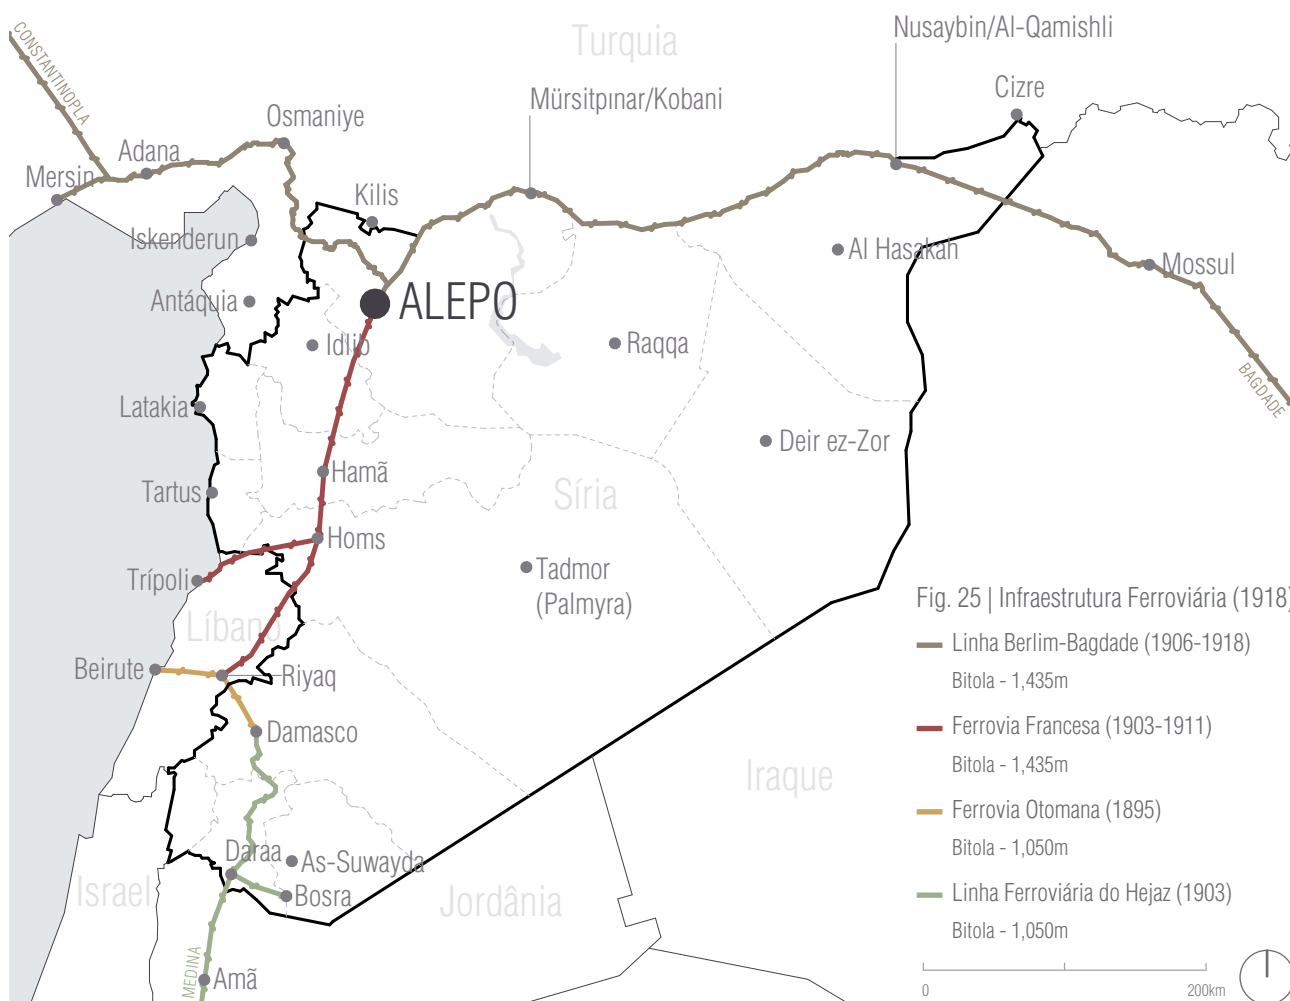 CONSTANTINOPLA
Turquia
Nusaybin/Al-Qamishli
Cizre
Mürsitpınar/Kobani
Osmaniye
Adana
Mersin
Kilis
Iskenderun
Al Hasakah
Mossul
Antáquia
ALEPO
Idlib
Raqqa
BAGDADE
Latakia
Deir ez-Zor
Hamã
Tartus
Síria
Homs
Trípoli
Tadmor
(Palmyra)
Líbano
Beirute
Riyaq
Damasco
Iraque
Daraa
As-Suwayda
Israel
Bosra
Jordânia
MEDINA
Amã
Fig. 25 | Infraestrutura Ferroviária (1918)
Linha Berlim-Bagdade (1906-1918)
Bitola - 1,435m
Ferrovia Francesa (1903-1911)
Bitola - 1,435m
Ferrovia Otomana (1895)
Bitola - 1,050m
Linha Ferroviária do Hejaz (1903)
Bitola - 1,050m
0 200km